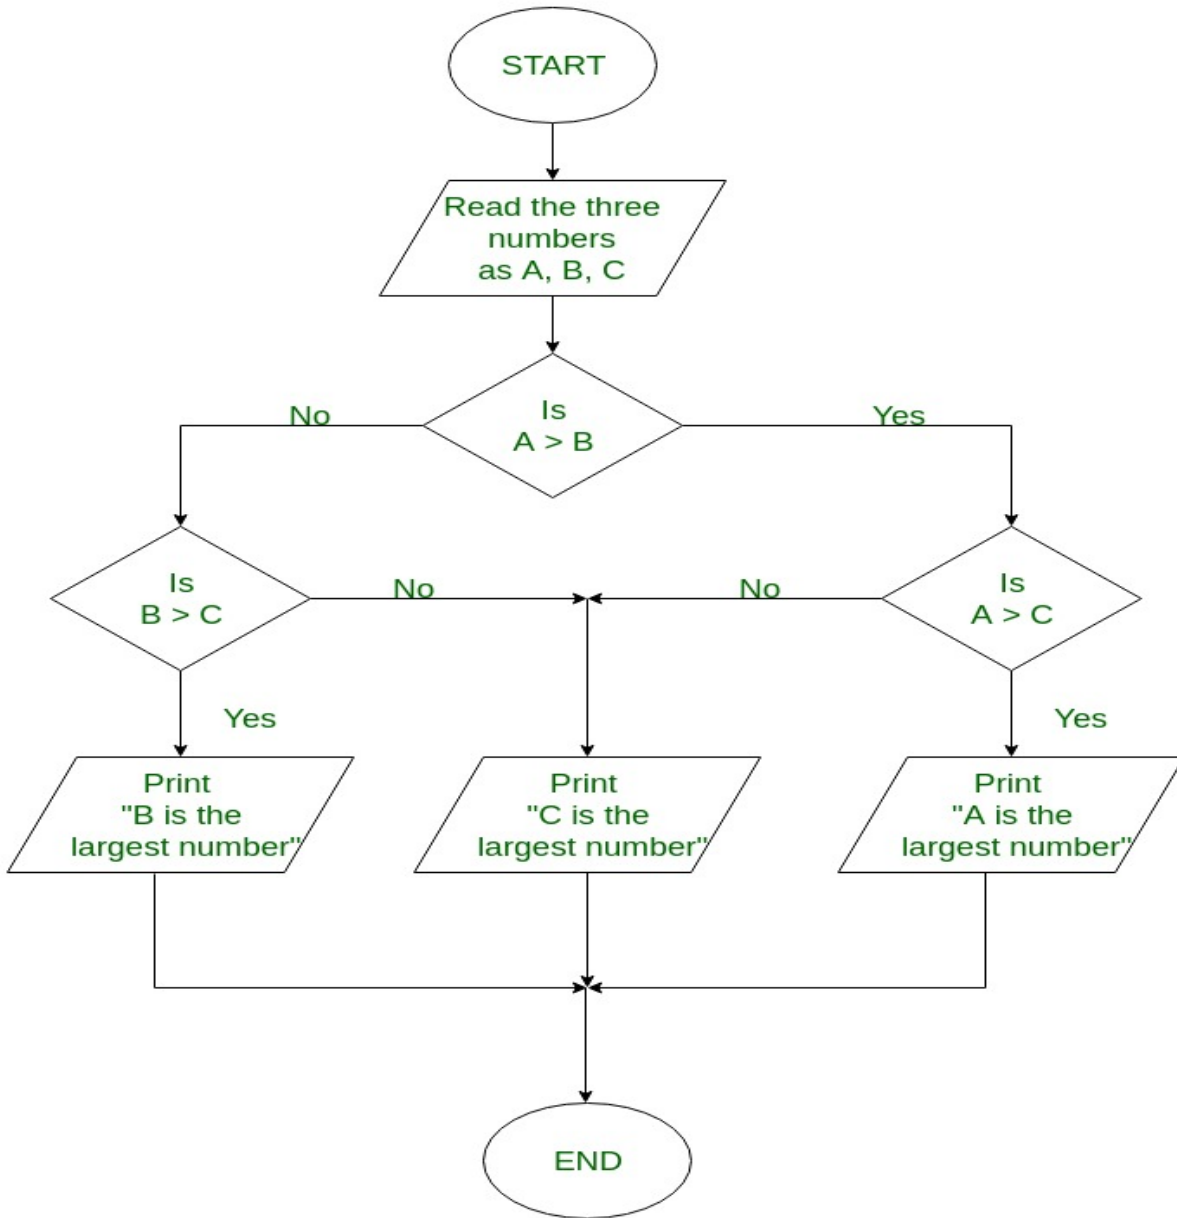 START
Read the three
numbers
as A, B, C
Is
A > B
No
Yes
Is
B > C
No
No
Is
A > C
Yes
Yes
Print
"B is the
largest number"
Print
"C is the
largest number"
Print
"A is the
largest number"
END